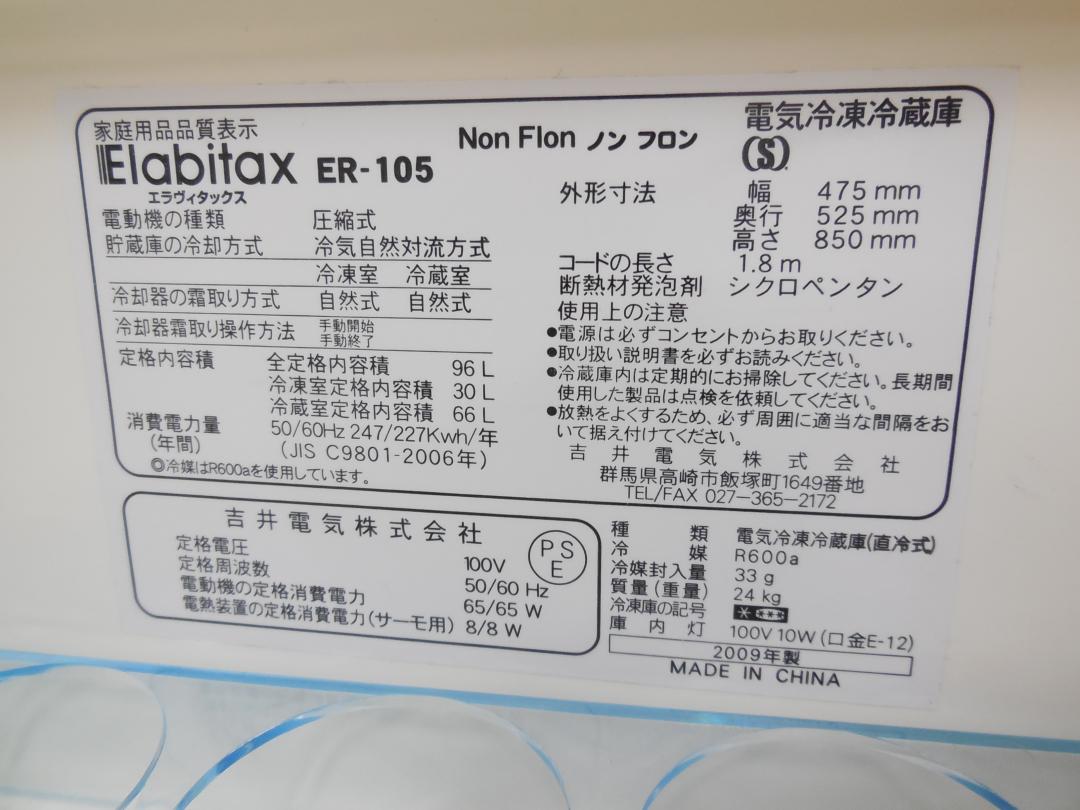 家庭用品品質表示
Elabitax ER-105
エラヴィタックス
Non Flon ノン フロン
電気冷凍冷蔵庫
(S)
電動機の種類 圧縮式
貯蔵庫の冷却方式 冷気自然対流方式
冷凍室 冷蔵室
冷却器の霜取り方式 自然式 自然式
冷却器霜取り操作方法 手動開始
手動終了
定格内容積 全定格内容積 96 L
冷凍室定格内容積 30 L
冷蔵室定格内容積 66 L
消費電力量 50/60Hz 247/227Kwh/年
(年間) (JIS C9801-2006年)
◎冷媒はR600aを使用しています。
外形寸法 幅 475 mm
奥行 525 mm
高さ 850 mm
コードの長さ 1.8 m
断熱材発泡剤 シクロペンタン
使用上の注意
●電源は必ずコンセントからお取りください。
●取り扱い説明書を必ずお読みください。
●冷蔵庫内は定期的にお掃除してください。長期間
使用した製品は点検を依頼してください。
●放熱をよくするため、必ず周囲に適当な間隔をお
いて据え付けてください。
吉井電気株式会社
群馬県高崎市飯塚町1649番地
TEL/FAX 027-365-2172
吉井電気株式会社
定格電圧 100V
定格周波数 50/60 Hz
電動機の定格消費電力 65/65 W
電熱装置の定格消費電力(サーモ用) 8/8 W
PS
E
種類 電気冷凍冷蔵庫(直冷式)
冷媒 R600a
冷媒封入量 33 g
質量(重量) 24 kg
冷凍庫の記号 * ***
庫内灯 100V 10W (口金E-12)
2009年製
MADE IN CHINA